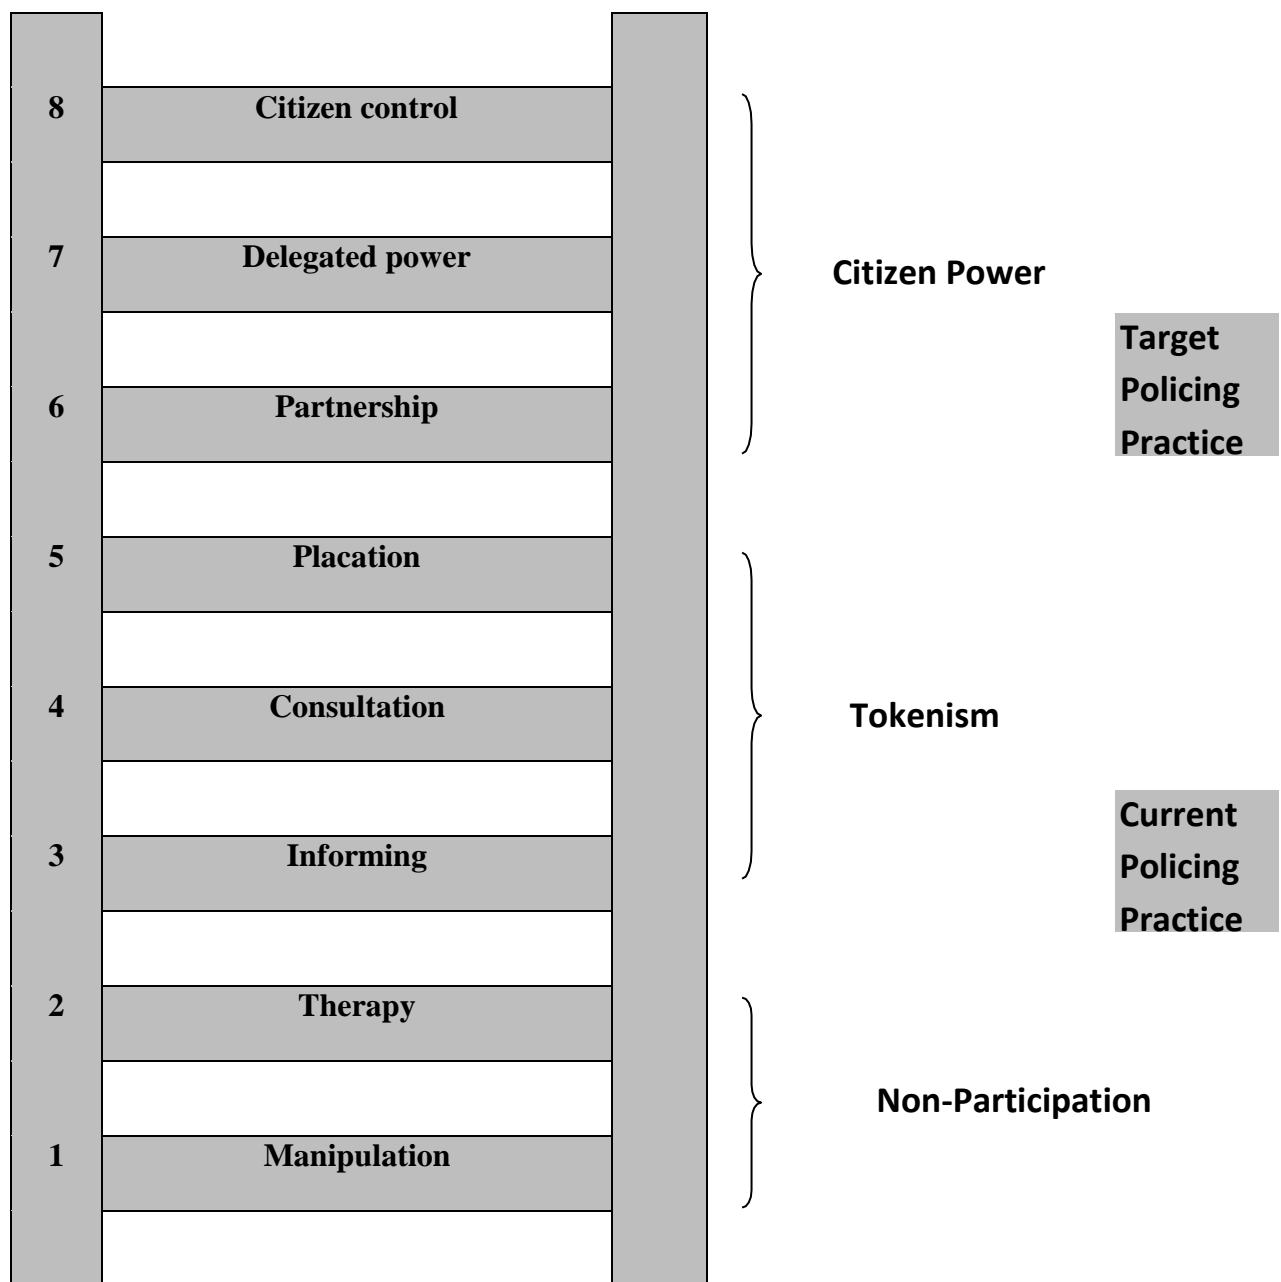 8 Citizen control
7 Delegated power
Citizen Power
Target
Policing
Practice
6 Partnership
5 Placation
4 Consultation
Tokenism
Current
Policing
Practice
3 Informing
2 Therapy
Non-Participation
1 Manipulation